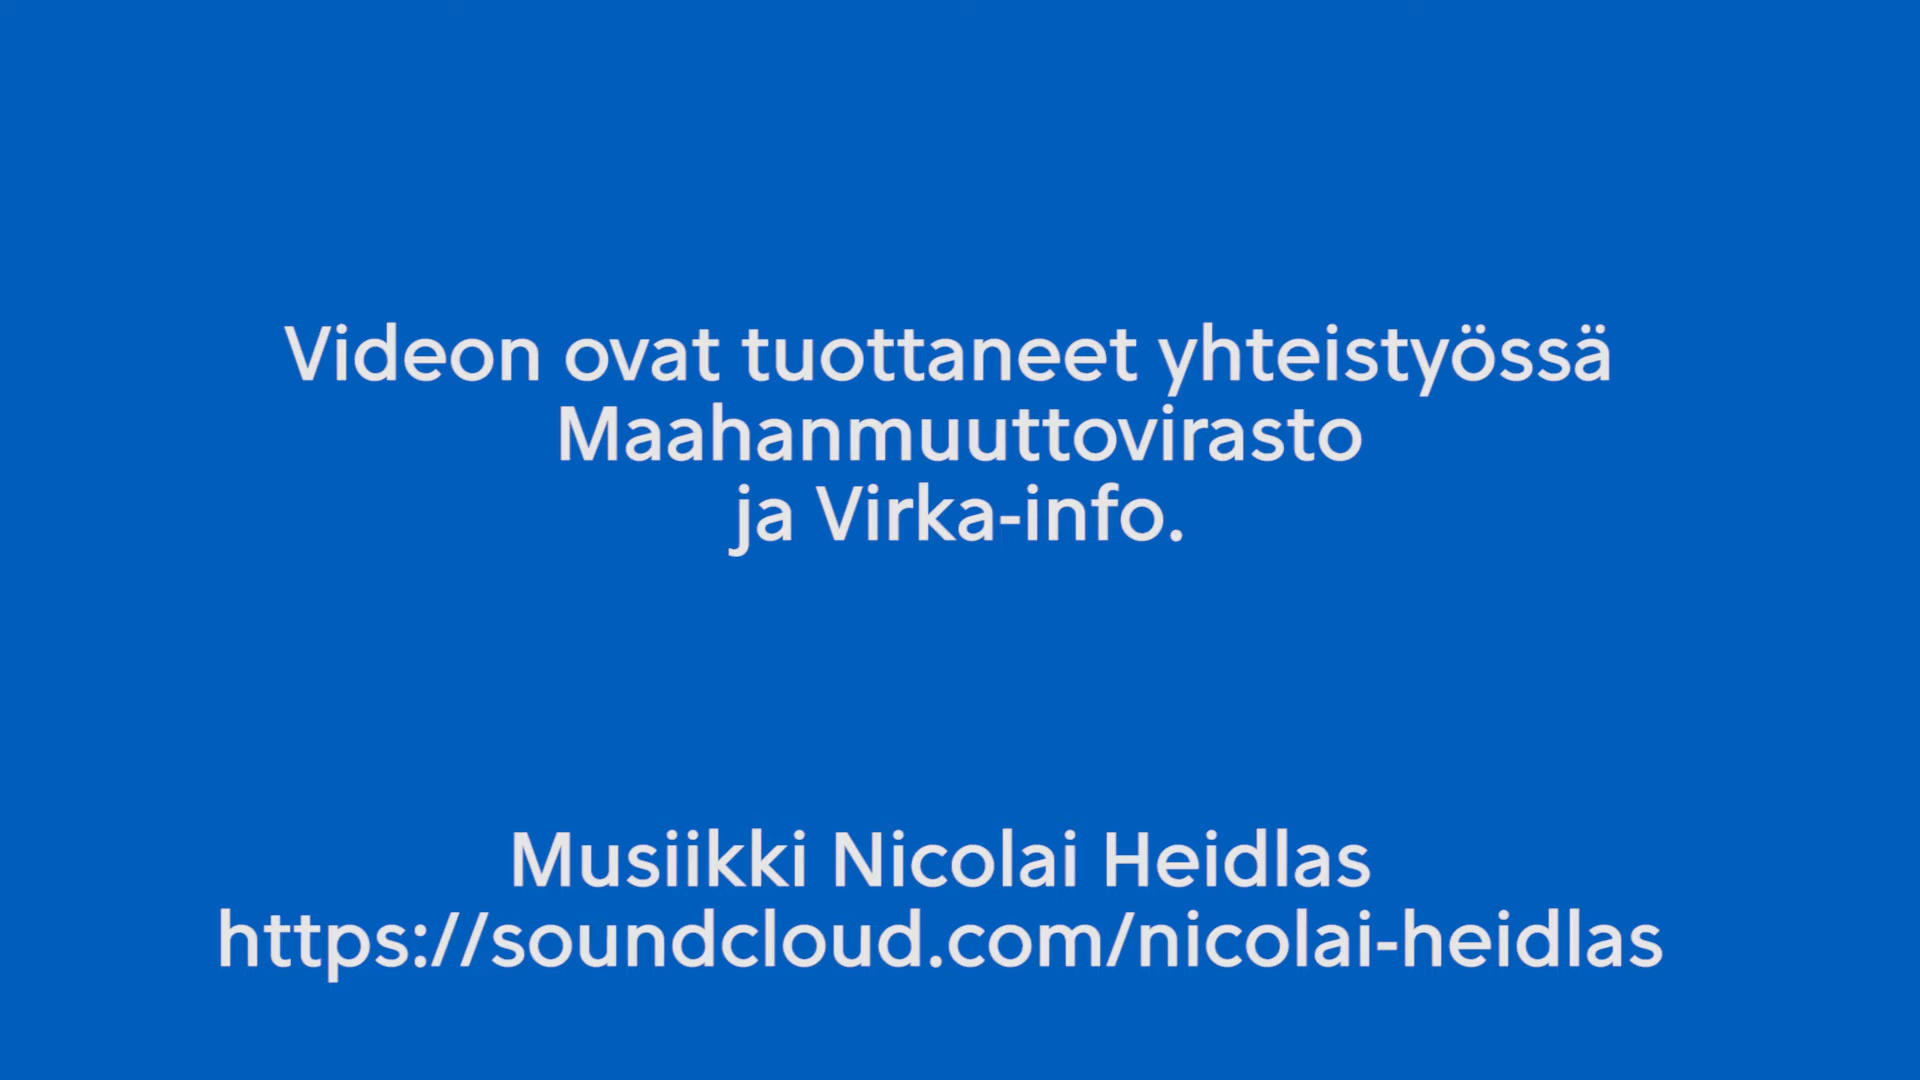 Videon ovat tuottaneet yhteistyössä
Maahanmuuttovirasto
ja Virka-info.
Musiikki Nicolai Heidlas
https://soundcloud.com/nicolai-heidlas